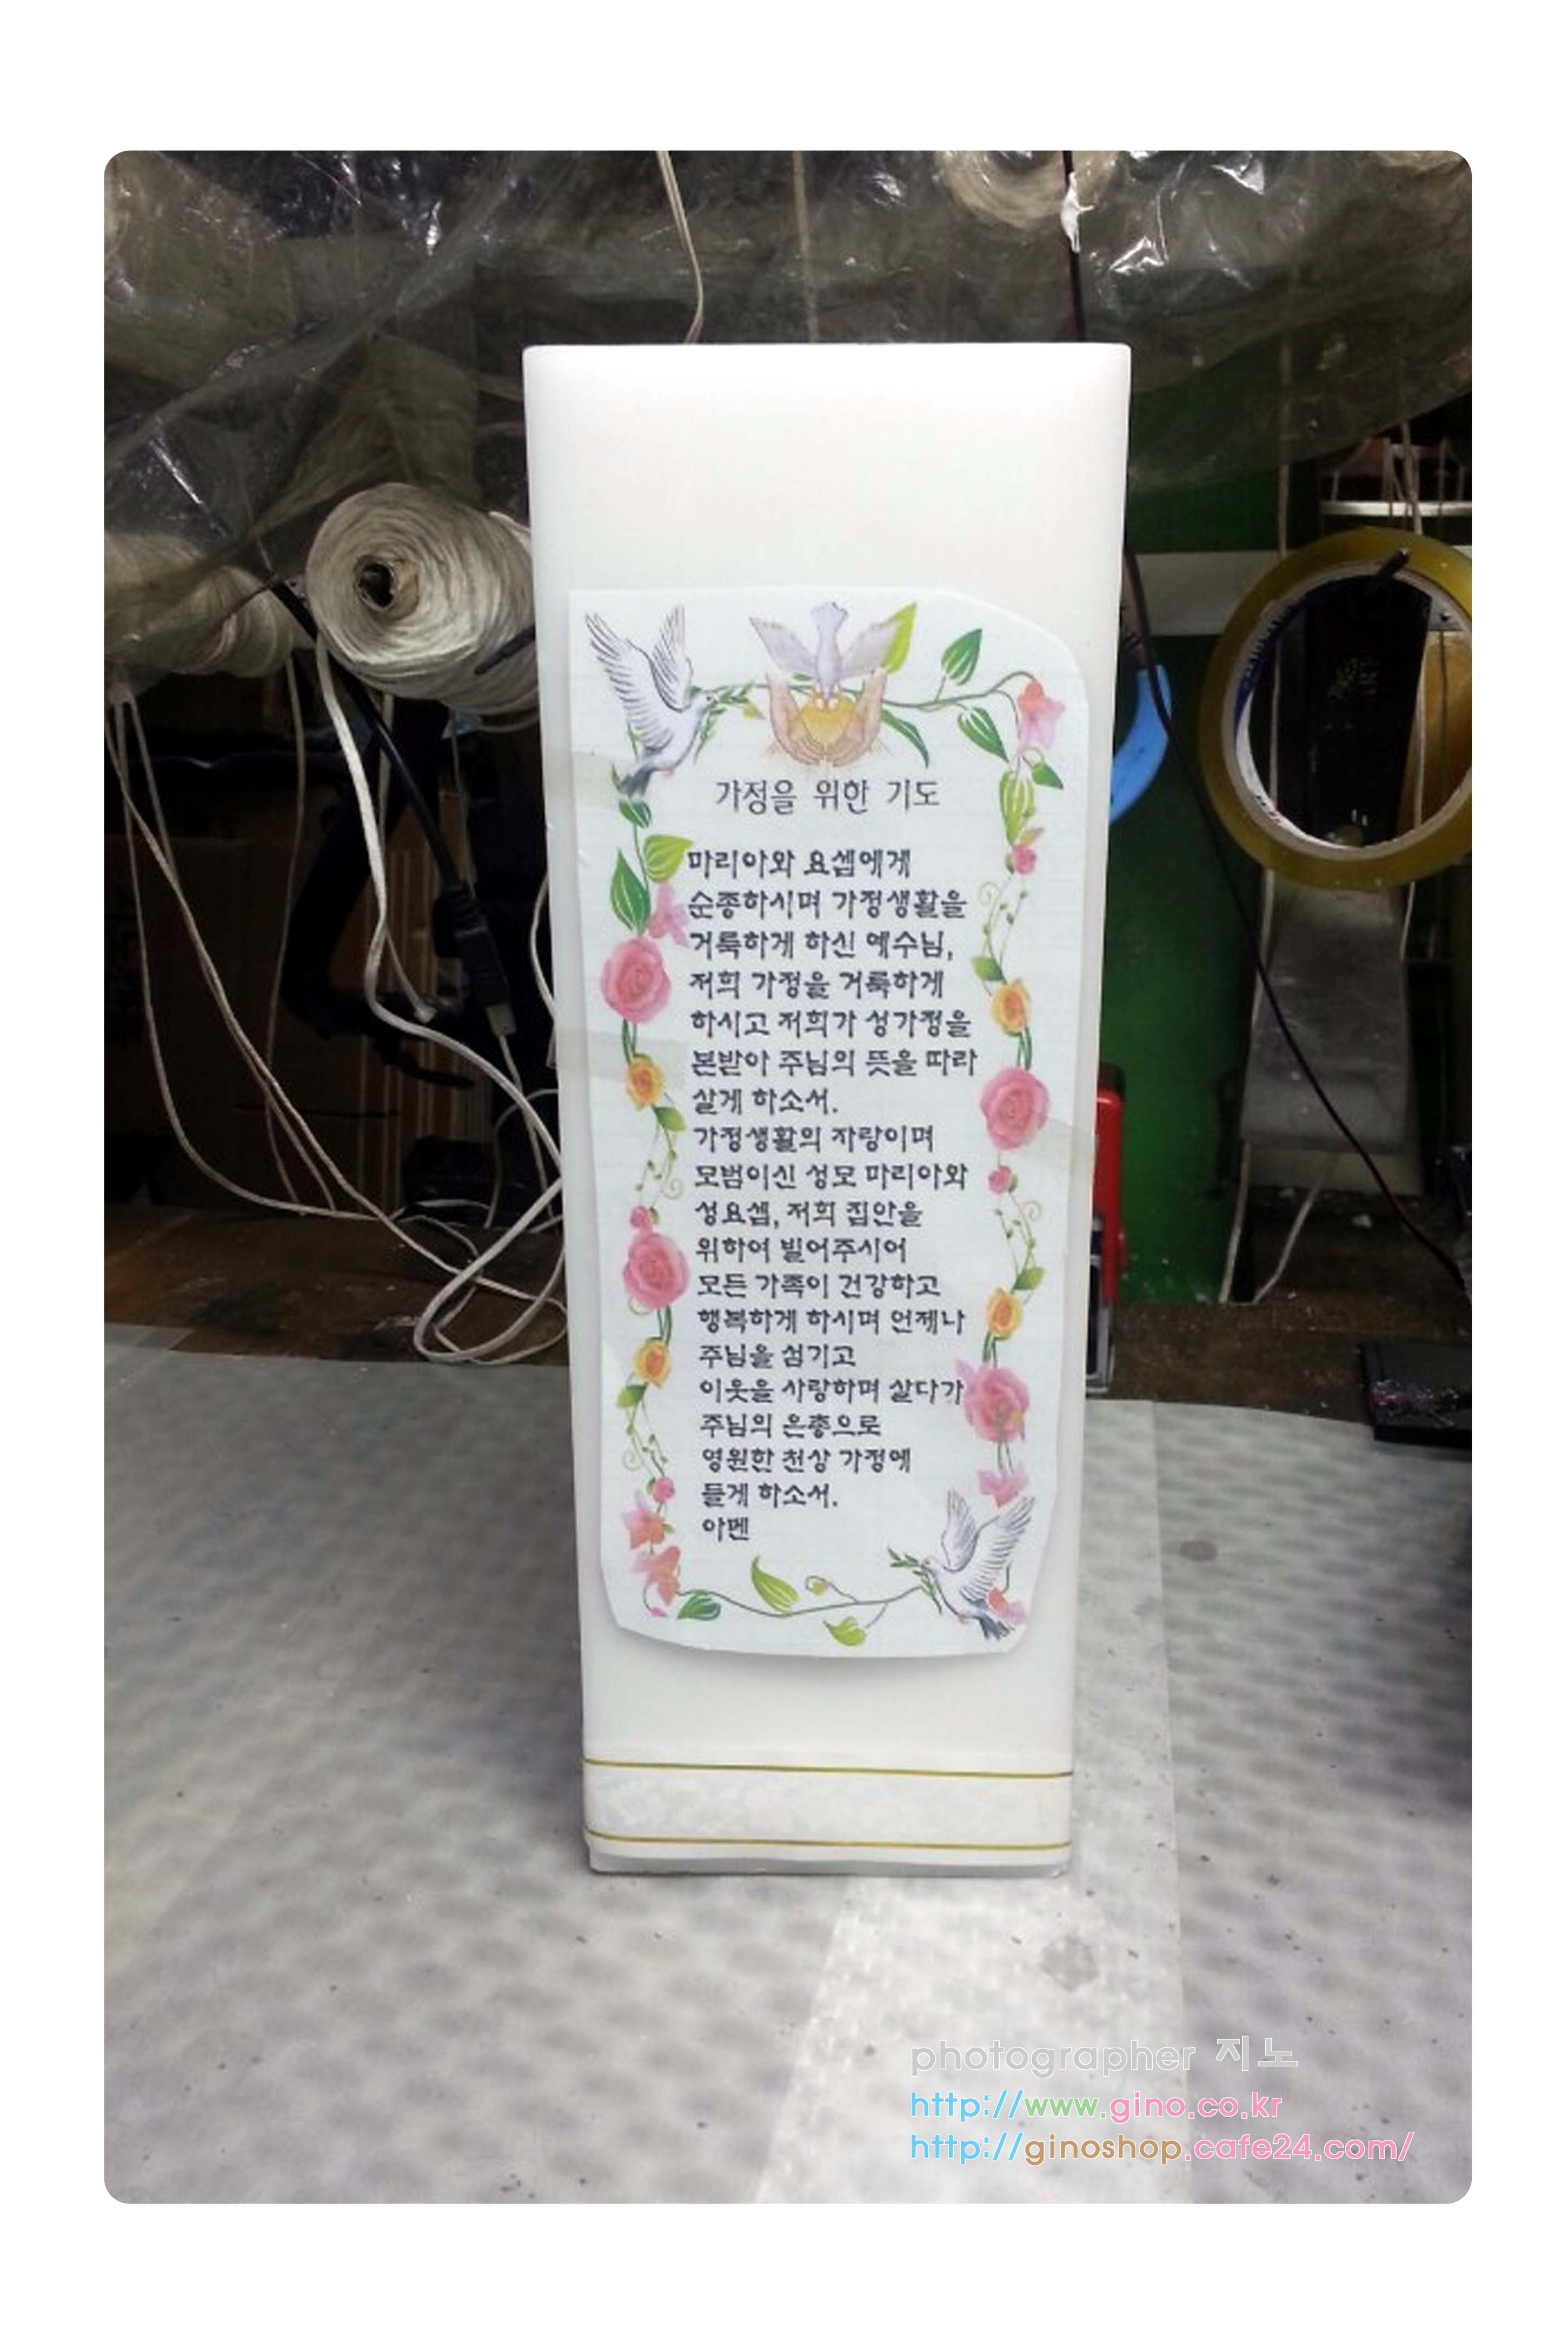 가정을 위한 기도
마리아와 요셉에게
순종하시며 가정생활을
거룩하게 하신 예수님,
저희 가정을 거룩하게
하시고 저희가 성가정을
본받아 주님의 뜻을 따라
살게 하소서.
가정생활의 자랑이며
모범이신 성모 마리아와
성요셉, 저희 집안을
위하여 빌어주시어
모든 가족이 건강하고
행복하게 하시며 언제나
주님을 섬기고
이웃을 사랑하며 살다가
주님의 은총으로
영원한 천상 가정에
들게 하소서.
아멘
photographer 지노
http://www.gino.co.kr
http://ginoshop.cafe24.com/